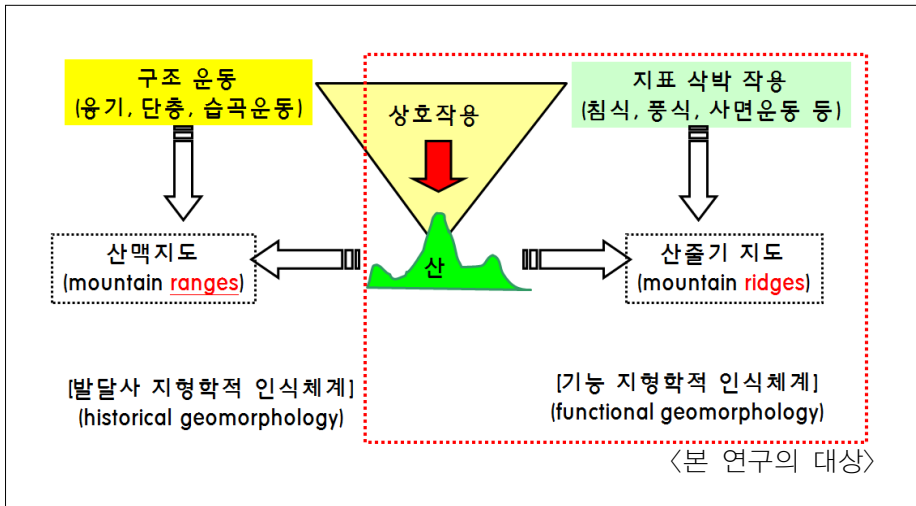 구조 운동
(융기, 단층, 습곡운동)
상호작용
지표 삭박 작용
(침식, 풍식, 사면운동 등)
산맥지도
(mountain ranges)
산
산줄기 지도
(mountain ridges)
[발달사 지형학적 인식체계]
(historical geomorphology)
[기능 지형학적 인식체계]
(functional geomorphology)
〈본 연구의 대상〉